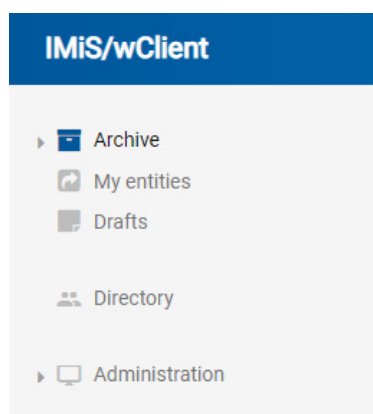 IMiS/wClient
Archive
My entities
Drafts
Directory
Administration